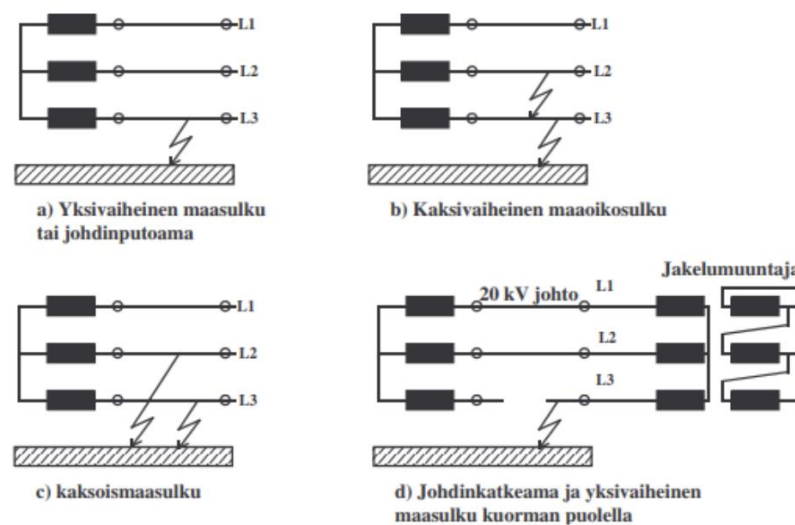 L1
L2
L3
a) Yksivaiheinen maasulku
tai johdinputoama
L1
L2
L3
b) Kaksivaiheinen maaoikosulku
L1
L2
L3
c) kaksoismaasulku
Jakelumuuntaja
20 kV johto
L1
L2
L3
d) Johdinkatkeama ja yksivaiheinen
maasulku kuorman puolella